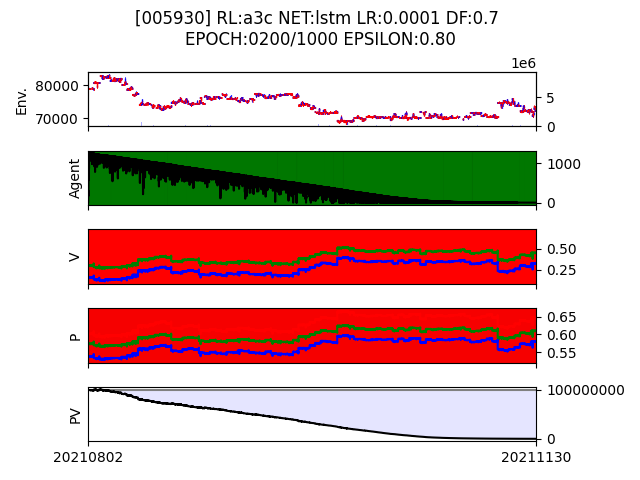 [005930] RL:a3c NET:lstm LR:0.0001 DF:0.7
EPOCH:0200/1000 EPSILON:0.80
1e6
Env.
80000
70000
5
0
Agent
1000
0
V
0.50
0.25
P
0.65
0.60
0.55
PV
100000000
0
20210802
20211130